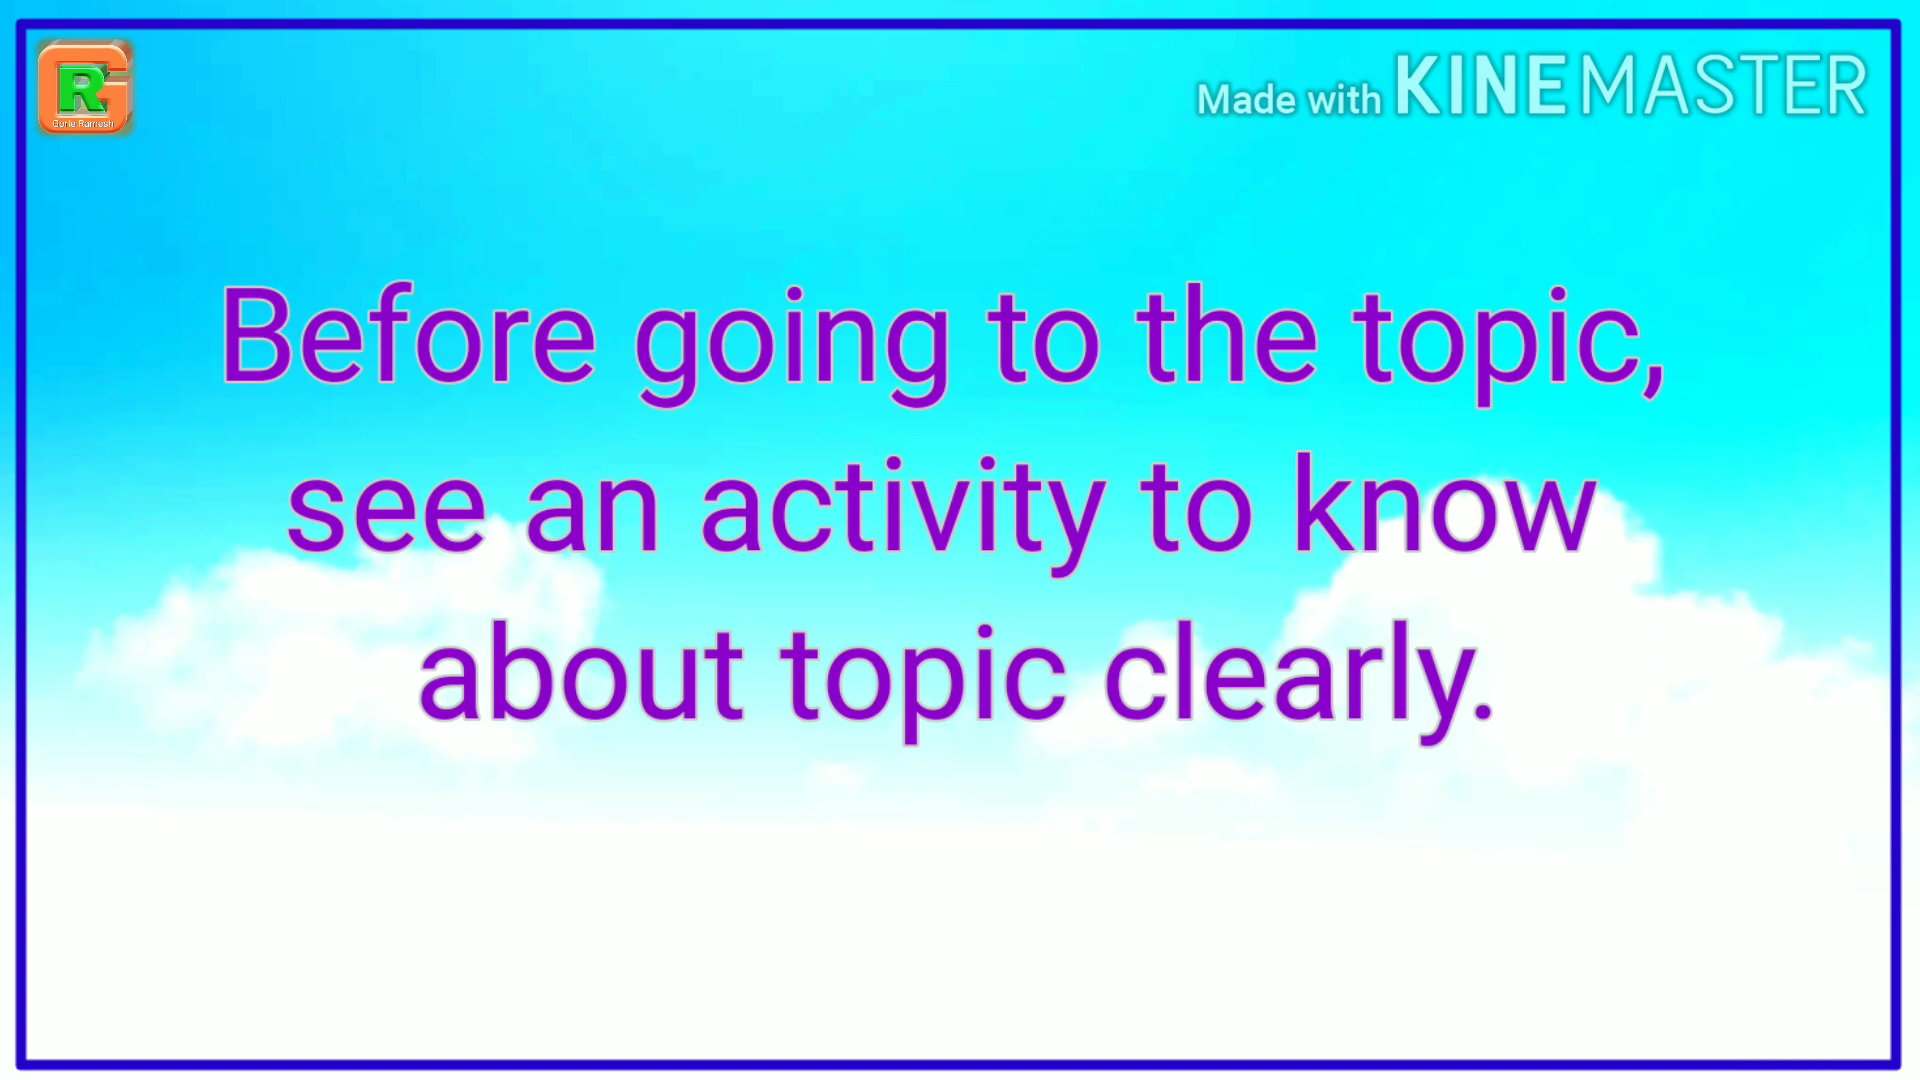 Made with KINEMASTER
Before going to the topic,
see an activity to know
about topic clearly.